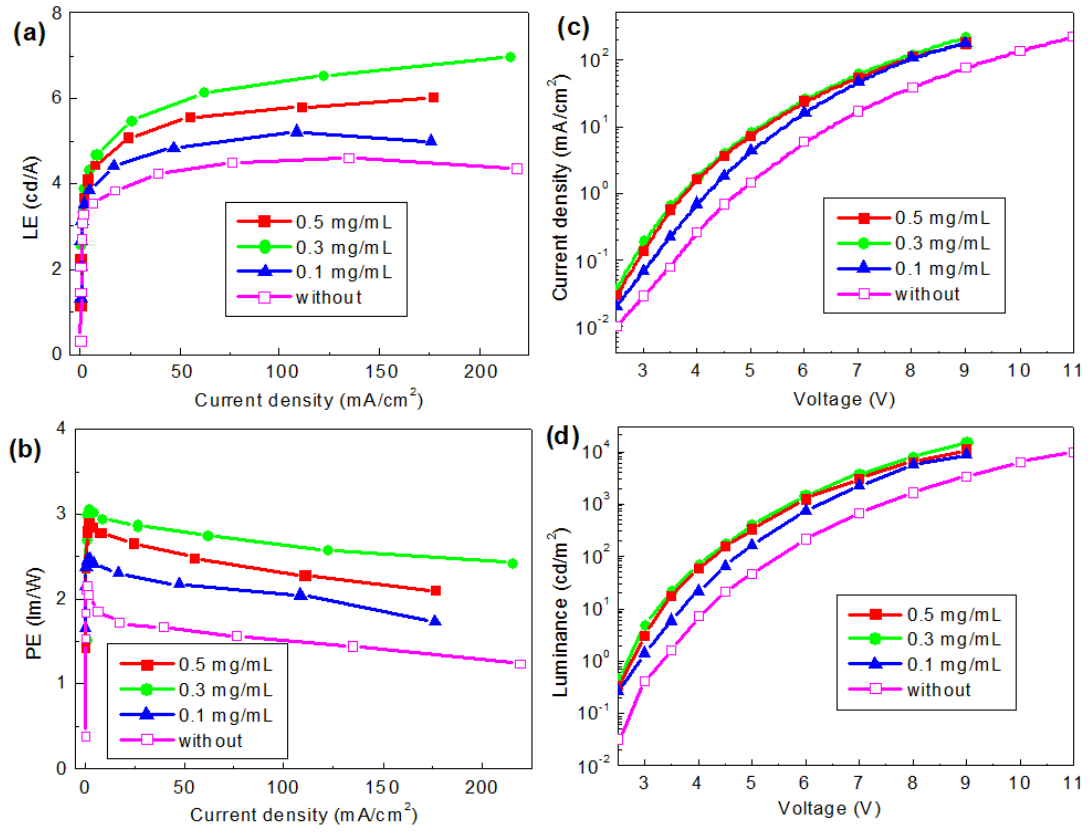 (a)
8
6
4
2
0
LE (cd/A)
0.5 mg/mL
0.3 mg/mL
0.1 mg/mL
without
0 50 100 150 200
Current density (mA/cm²)
(c)
10²
10¹
10⁰
10⁻¹
10⁻²
Current density (mA/cm²)
0.5 mg/mL
0.3 mg/mL
0.1 mg/mL
without
3 4 5 6 7 8 9 10 11
Voltage (V)
(b)
4
3
2
1
0
PE (lm/W)
0.5 mg/mL
0.3 mg/mL
0.1 mg/mL
without
0 50 100 150 200
Current density (mA/cm²)
(d)
10⁴
10³
10²
10¹
10⁰
10⁻¹
10⁻²
Luminance (cd/m²)
0.5 mg/mL
0.3 mg/mL
0.1 mg/mL
without
3 4 5 6 7 8 9 10 11
Voltage (V)